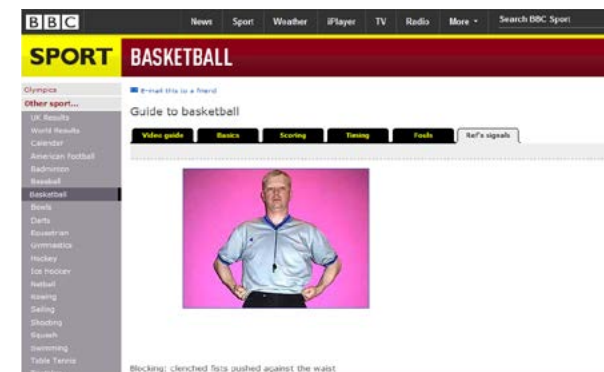 BBC News Sport Weather iPlayer TV Radio More Search BBC Sport
SPORT BASKETBALL
E-mail this to a friend
Guide to basketball
Video guide Basics Scoring Timing Fouls Ref's signals
Olympics
Other sport...
UK Results
World Results
Calendar
American Football
Badminton
Baseball
Basketball
Bowls
Darts
Equestrian
Gymnastics
Hockey
Ice Hockey
Netball
Rowing
Sailing
Shooting
Squash
Swimming
Table Tennis
Blocking: clenched fists pushed against the waist